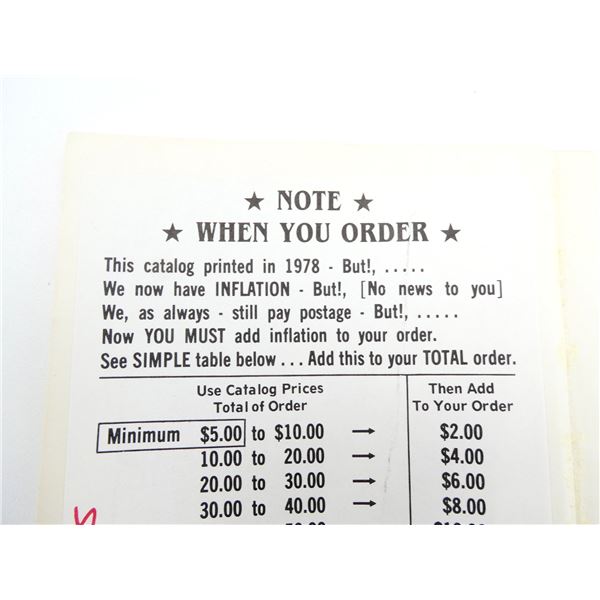 ★ NOTE ★
★ WHEN YOU ORDER ★
This catalog printed in 1978 - But!, .....
We now have INFLATION - But!, [No news to you]
We, as always - still pay postage - But!, .....
Now YOU MUST add inflation to your order.
See SIMPLE table below ... Add this to your TOTAL order.
Use Catalog Prices Then Add
Total of Order To Your Order
Minimum $5.00 to $10.00 → $2.00
10.00 to 20.00 → $4.00
20.00 to 30.00 → $6.00
30.00 to 40.00 → $8.00